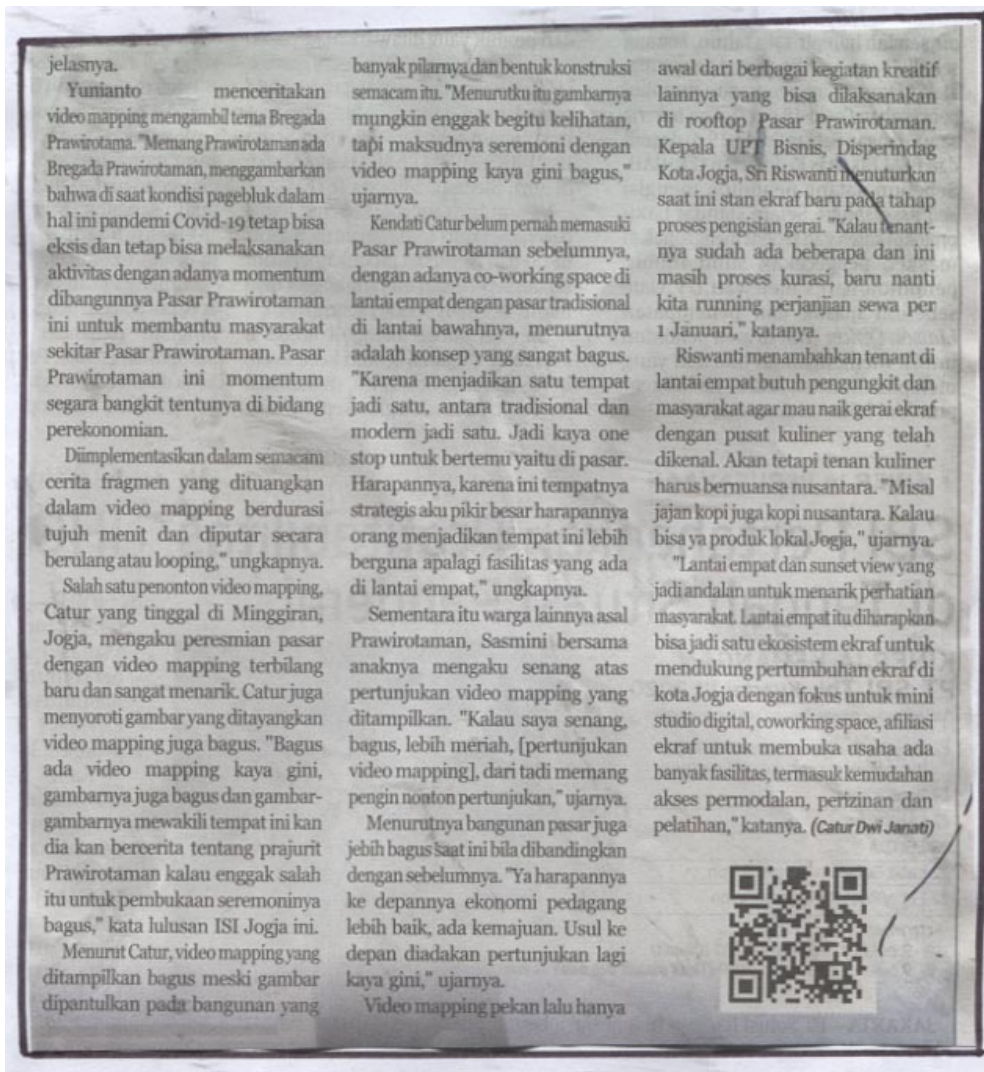 jelasnya.
Yunianto menceritakan
video mapping mengambil tema Bregada
Prawirotama. "Memang Prawirotaman ada
Bregada Prawirotaman, menggambarkan
bahwa di saat kondisi pagebluk dalam
hal ini pandemi Covid-19 tetap bisa
eksis dan tetap bisa melaksanakan
aktivitas dengan adanya momentum
dibangunnya Pasar Prawirotaman
ini untuk membantu masyarakat
sekitar Pasar Prawirotaman. Pasar
Prawirotaman ini momentum
segara bangkit tentunya di bidang
perekonomian.
Diimplementasikan dalam semacam
cerita fragmen yang dituangkan
dalam video mapping berdurasi
tujuh menit dan diputar secara
berulang atau looping," ungkapnya.
Salah satu penonton video mapping,
Catur yang tinggal di Minggiran,
Jogja, mengaku peresmian pasar
dengan video mapping terbilang
baru dan sangat menarik. Catur juga
menyoroti gambar yang ditayangkan
video mapping juga bagus. "Bagus
ada video mapping kaya gini,
gambarnya juga bagus dan gambar-
gambarnya mewakili tempat ini kan
dia kan bercerita tentang prajurit
Prawirotaman kalau enggak salah
itu untuk pembukaan seremoninya
bagus," kata lulusan ISI Jogja ini.
Menurut Catur, video mapping yang
ditampilkan bagus meski gambar
dipantulkan pada bangunan yang
banyak pilarnya dan bentuk konstruksi
semacam itu. "Menurutku itu gambarnya
mungkin enggak begitu kelihatan,
tapi maksudnya seremoni dengan
video mapping kaya gini bagus,"
ujarnya.
Kendati Catur belum pernah memasuki
Pasar Prawirotaman sebelumnya,
dengan adanya co-working space di
lantai empat dengan pasar tradisional
di lantai bawahnya, menurutnya
adalah konsep yang sangat bagus.
"Karena menjadikan satu tempat
jadi satu, antara tradisional dan
modern jadi satu. Jadi kaya one
stop untuk bertemu yaitu di pasar.
Harapannya, karena ini tempatnya
strategis aku pikir besar harapannya
orang menjadikan tempat ini lebih
berguna apalagi fasilitas yang ada
di lantai empat," ungkapnya.
Sementara itu warga lainnya asal
Prawirotaman, Sasmini bersama
anaknya mengaku senang atas
pertunjukan video mapping yang
ditampilkan. "Kalau saya senang,
bagus, lebih meriah, [pertunjukan
video mapping], dari tadi memang
pengin nonton pertunjukan," ujarnya.
Menurutnya bangunan pasar juga
jebih bagus saat ini bila dibandingkan
dengan sebelumnya. "Ya harapannya
ke depannya ekonomi pedagang
lebih baik, ada kemajuan. Usul ke
depan diadakan pertunjukan lagi
kaya gini," ujarnya.
Video mapping pekan lalu hanya
awal dari berbagai kegiatan kreatif
lainnya yang bisa dilaksanakan
di rooftop Pasar Prawirotaman.
Kepala UPT Bisnis, Disperindag
Kota Jogja, Sri Riswanti menuturkan
saat ini stan ekraf baru pada tahap
proses pengisian gerai. "Kalau tenant-
nya sudah ada beberapa dan ini
masih proses kurasi, baru nanti
kita running perjanjian sewa per
1 Januari," katanya.
Riswanti menambahkan tenant di
lantai empat butuh pengungkit dan
masyarakat agar mau naik gerai ekraf
dengan pusat kuliner yang telah
dikenal. Akan tetapi tenan kuliner
harus bernuansa nusantara. "Misal
jajan kopi juga kopi nusantara. Kalau
bisa ya produk lokal Jogja," ujarnya.
"Lantai empat dan sunset view yang
jadi andalan untuk menarik perhatian
masyarakat. Lantai empat itu diharapkan
bisa jadi satu ekosistem ekraf untuk
mendukung pertumbuhan ekraf di
kota Jogja dengan fokus untuk mini
studio digital, coworking space, afiliasi
ekraf untuk membuka usaha ada
banyak fasilitas, termasuk kemudahan
akses permodalan, perizinan dan
pelatihan," katanya. (Catur Dwi Janati)